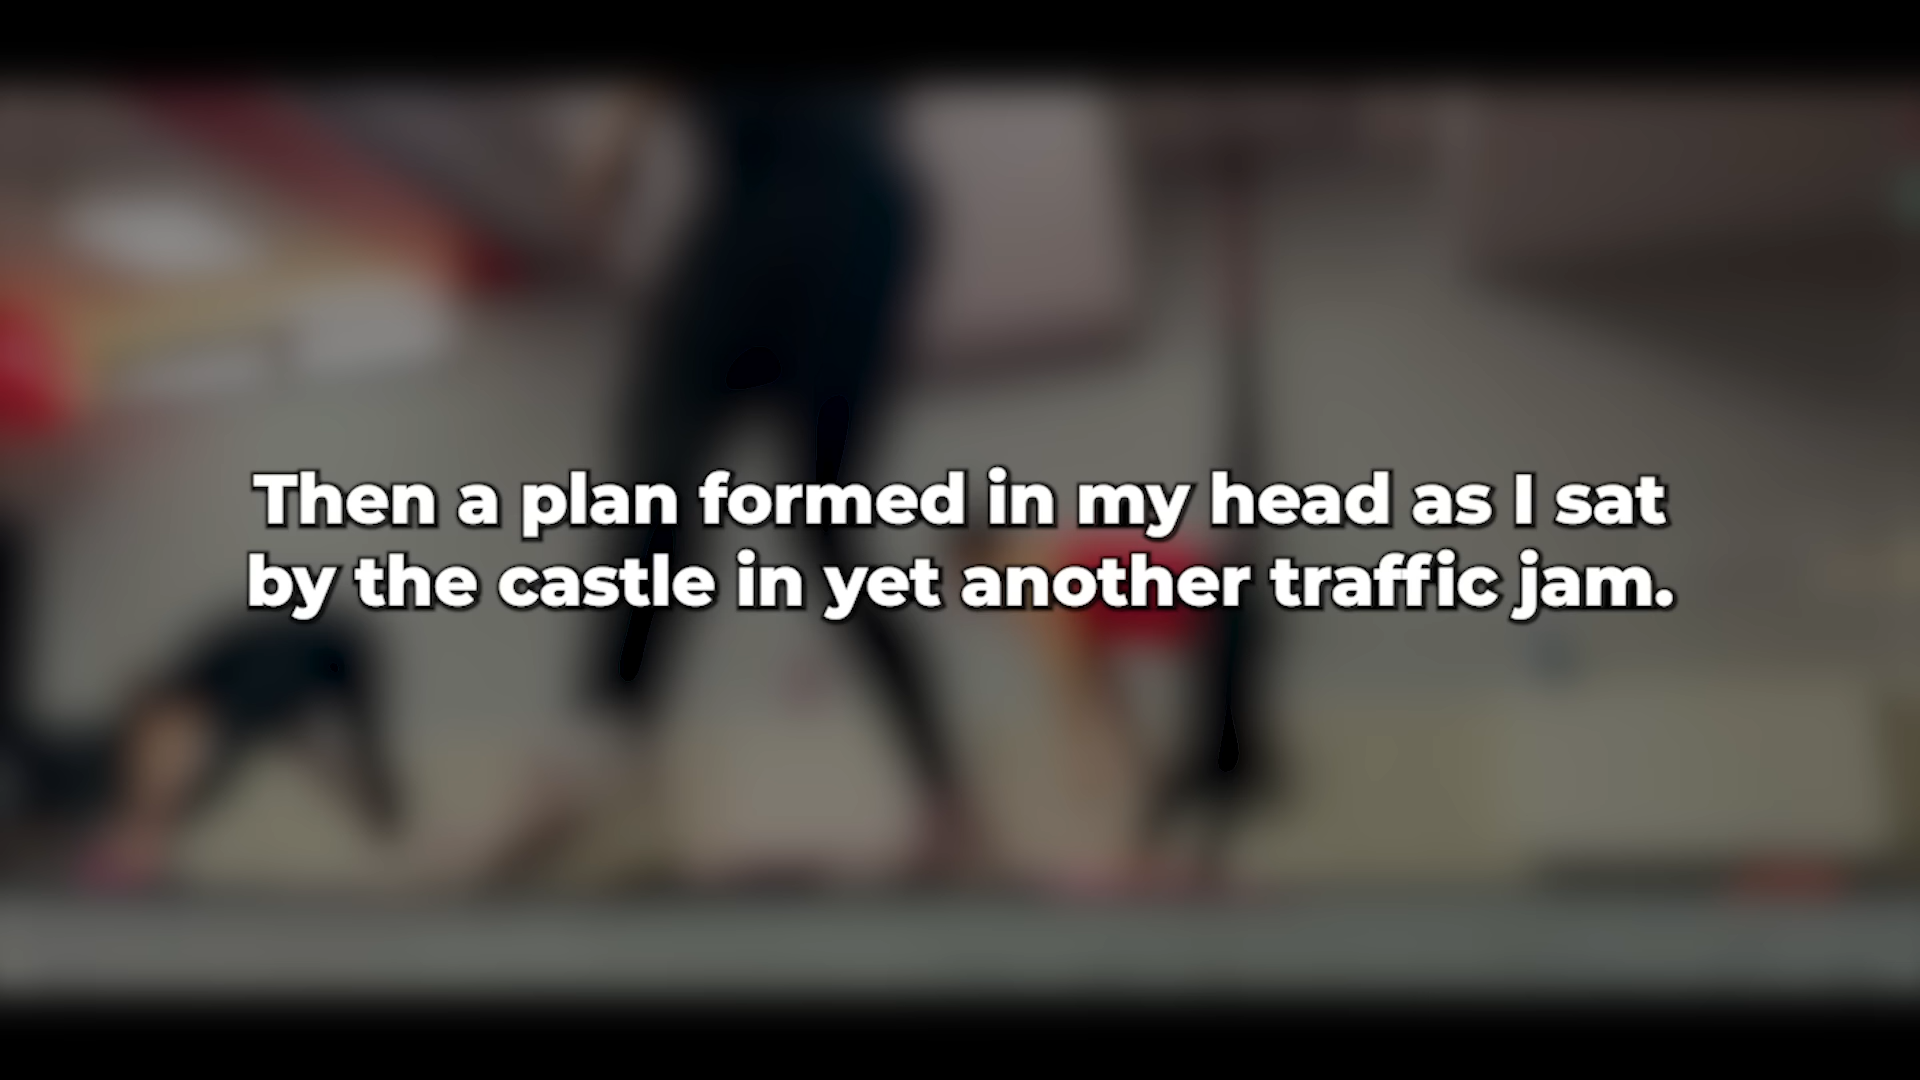 Then a plan formed in my head as I sat
by the castle in yet another traffic jam.